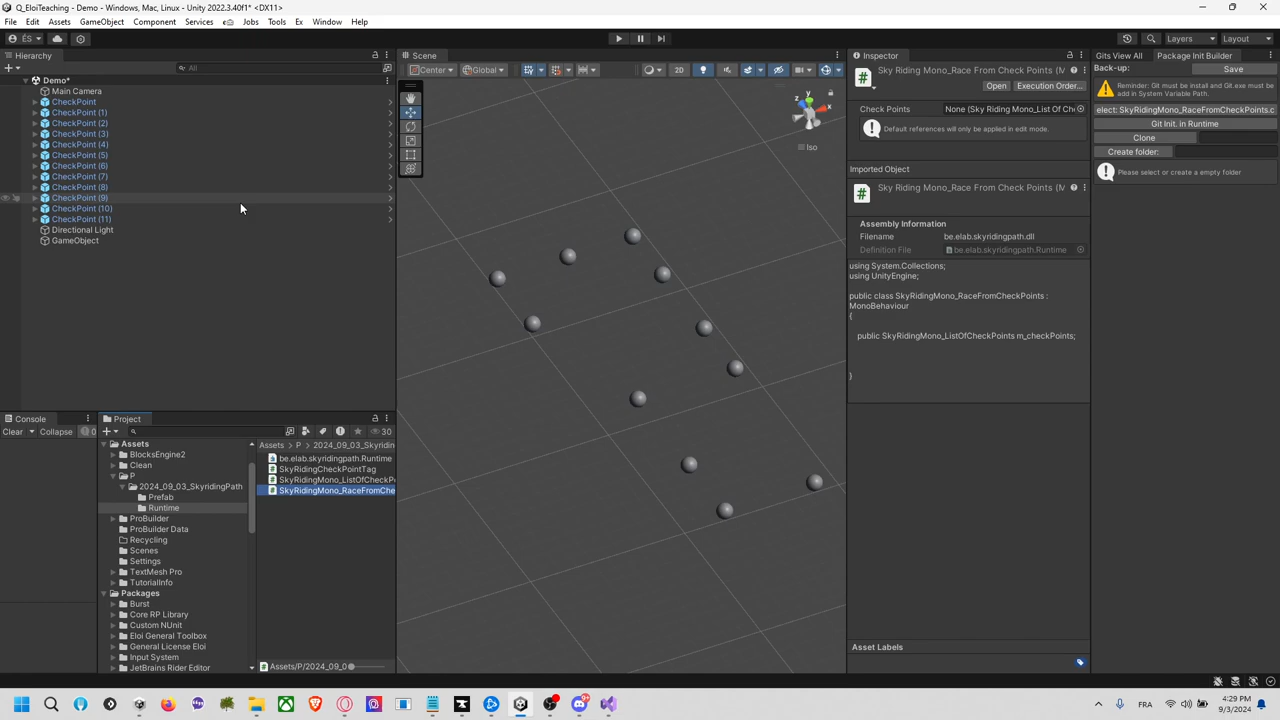 Q_EloiTeaching - Demo - Windows, Mac, Linux - Unity 2022.3.40f1* <DX11>
File Edit Assets GameObject Component Services Jobs Tools Ex Window Help
ÉS Layers Layout
Hierarchy
All
Demo*
Main Camera
CheckPoint
CheckPoint (1)
CheckPoint (2)
CheckPoint (3)
CheckPoint (4)
CheckPoint (5)
CheckPoint (6)
CheckPoint (7)
CheckPoint (8)
CheckPoint (9)
CheckPoint (10)
CheckPoint (11)
Directional Light
GameObject
Scene
Center Global 2D
y
z
x
Iso
Inspector
Sky Riding Mono_Race From Check Points (M
Open Execution Order...
Check Points None (Sky Riding Mono_List Of Ch
Default references will only be applied in edit mode.
Imported Object
Sky Riding Mono_Race From Check Points (M
Assembly Information
Filename be.elab.skyridingpath.dll
Definition File be.elab.skyridingpath.Runtime
using System.Collections;
using UnityEngine;
public class SkyRidingMono_RaceFromCheckPoints :
MonoBehaviour
{
public SkyRidingMono_ListOfCheckPoints m_checkPoints;
}
Asset Labels
Gits View All Package Init Builder
Back-up: Save
Reminder: Git must be install and Git.exe must be
add in System Variable Path.
elect: SkyRidingMono_RaceFromCheckPoints.c
Git Init. in Runtime
Clone
Create folder:
Please select or create a empty folder
Console
Clear Collapse 0
Project
30
Assets
BlocksEngine2
Clean
P
2024_09_03_SkyridingPath
Prefab
Runtime
ProBuilder
ProBuilder Data
Recycling
Scenes
Settings
TextMesh Pro
TutorialInfo
Packages
Burst
Core RP Library
Custom NUnit
Eloi General Toolbox
General License Eloi
Input System
JetBrains Rider Editor
Assets > P > 2024_09_03_Skyridin
be.elab.skyridingpath.Runtime
SkyRidingCheckPointTag
SkyRidingMono_ListOfCheckP
SkyRidingMono_RaceFromChe
Assets/P/2024_09_0
FRA
4:29 PM
9/3/2024